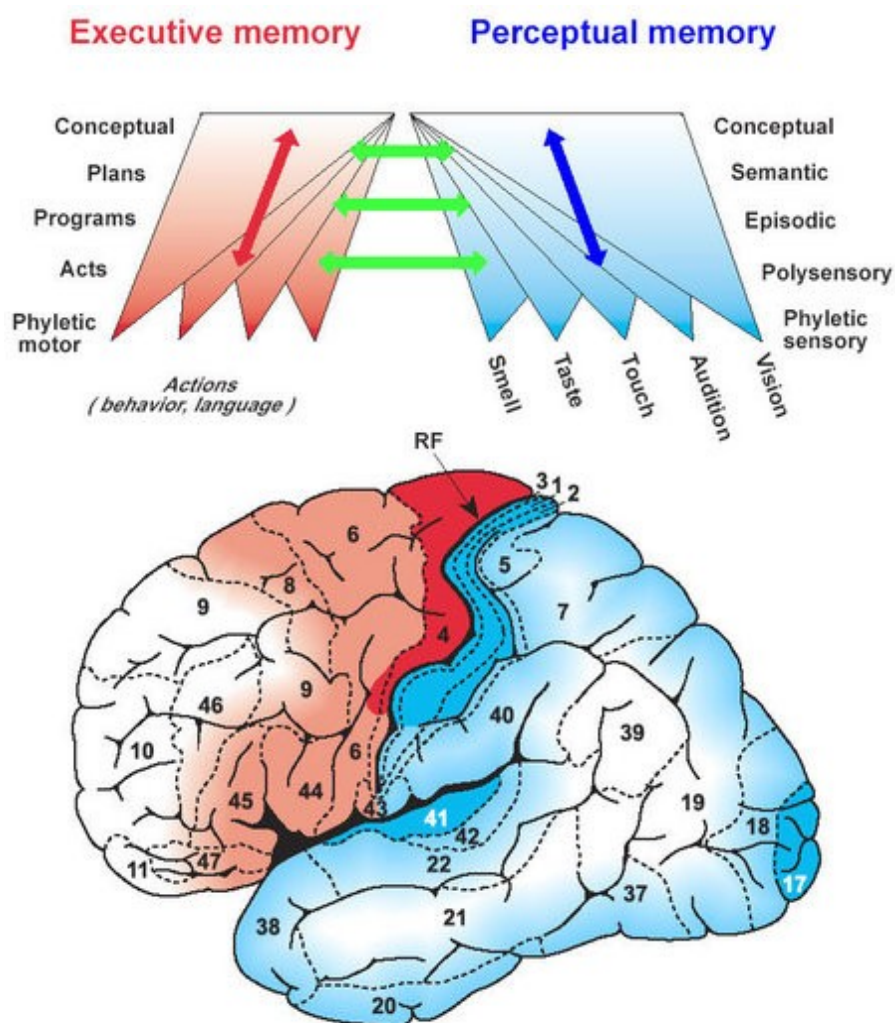 Executive memory
Perceptual memory
Conceptual
Plans
Programs
Acts
Phyletic
motor
Actions
( behavior, language )
Conceptual
Semantic
Episodic
Polysensory
Phyletic
sensory
Smell
Taste
Touch
Audition
Vision
RF
3 1 2
6
5
8
9
4
7
46
9
40
39
10
6
45
44
43
41
42
19
18
11
47
22
17
37
21
38
20